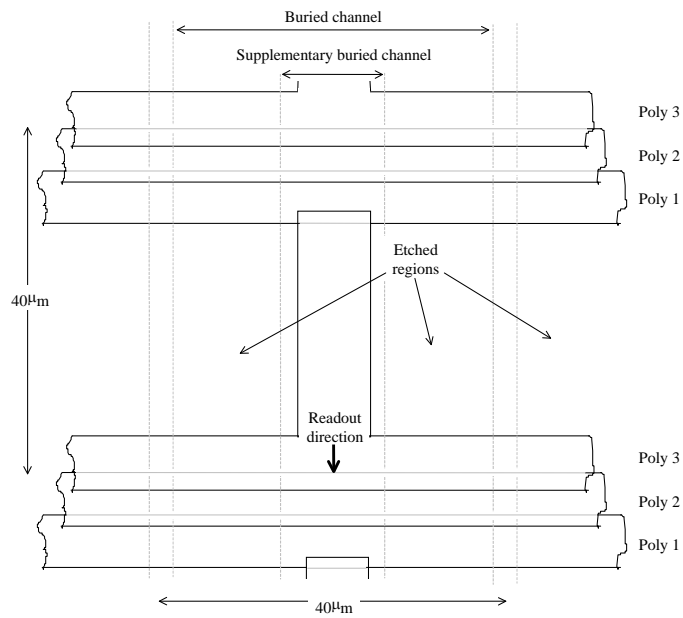 Buried channel
Supplementary buried channel
Poly 3
Poly 2
Poly 1
Etched
regions
40μm
Readout
direction
Poly 3
Poly 2
Poly 1
40μm